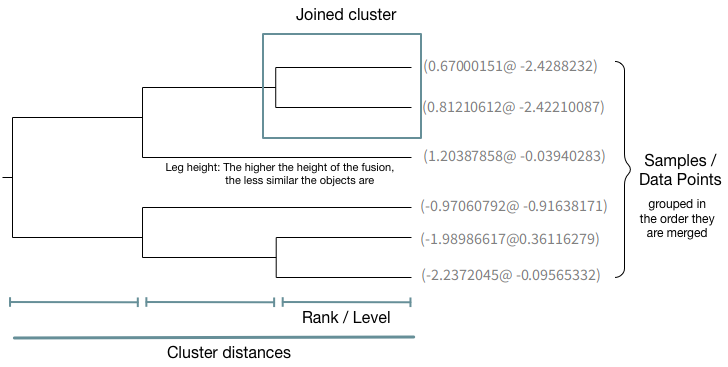 Joined cluster
(0.67000151@ -2.4288232)
(0.81210612@ -2.42210087)
(1.20387858@ -0.03940283)
Leg height: The higher the height of the fusion,
the less similar the objects are
(-0.97060792@ -0.91638171)
(-1.98986617@0.36116279)
(-2.2372045@ -0.09565332)
Samples /
Data Points
grouped in
the order they
are merged
Rank / Level
Cluster distances